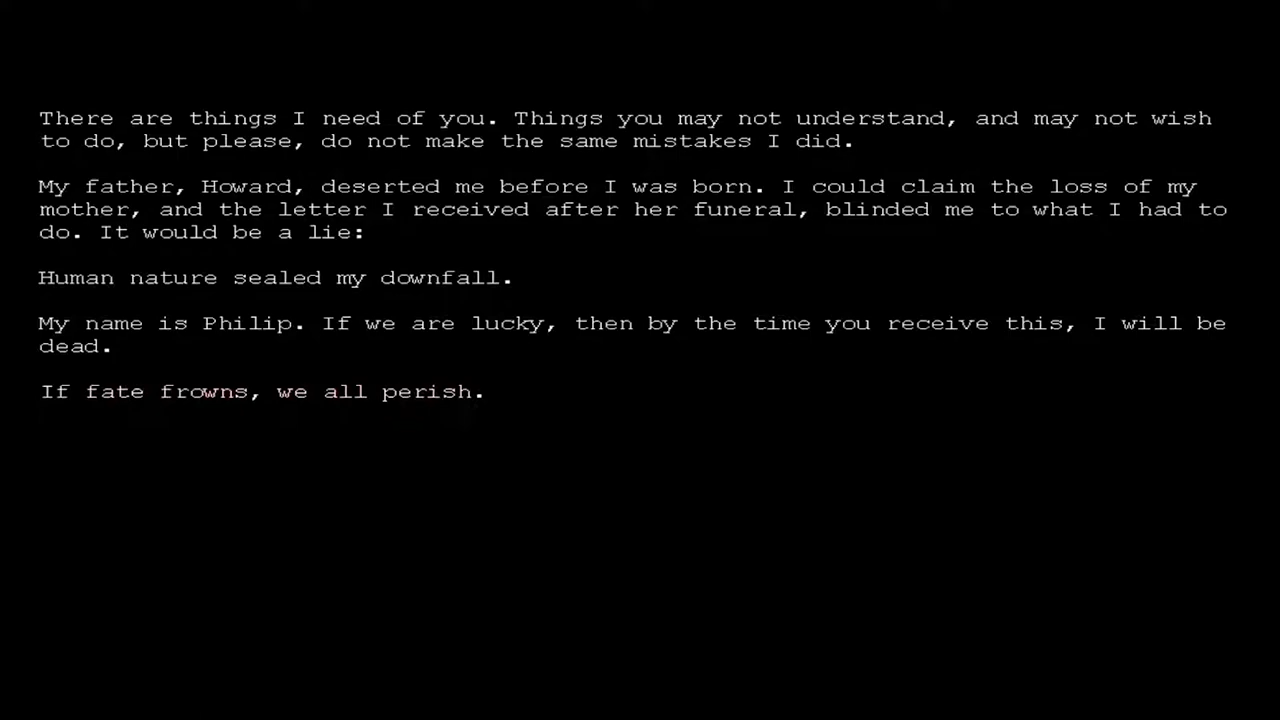 There are things I need of you. Things you may not understand, and may not wish
to do, but please, do not make the same mistakes I did.
My father, Howard, deserted me before I was born. I could claim the loss of my
mother, and the letter I received after her funeral, blinded me to what I had to
do. It would be a lie:
Human nature sealed my downfall.
My name is Philip. If we are lucky, then by the time you receive this, I will be
dead.
If fate frowns, we all perish.